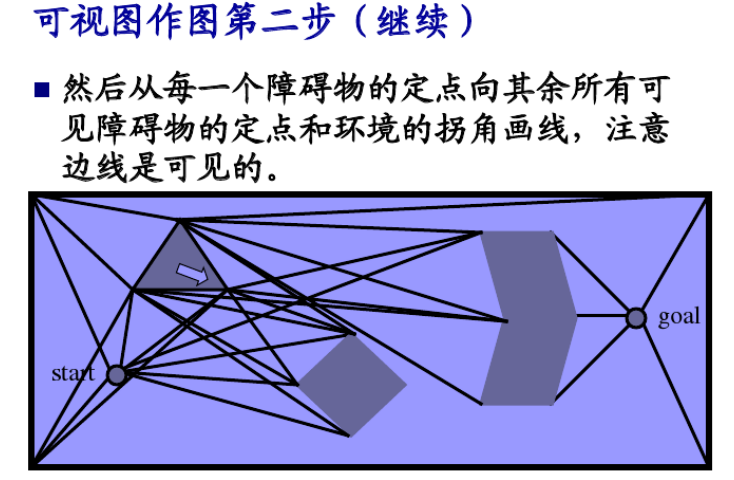 可视图作图第二步（继续）
然后从每一个障碍物的定点向其余所有可
见障碍物的定点和环境的拐角画线，注意
边线是可见的。
goal
start